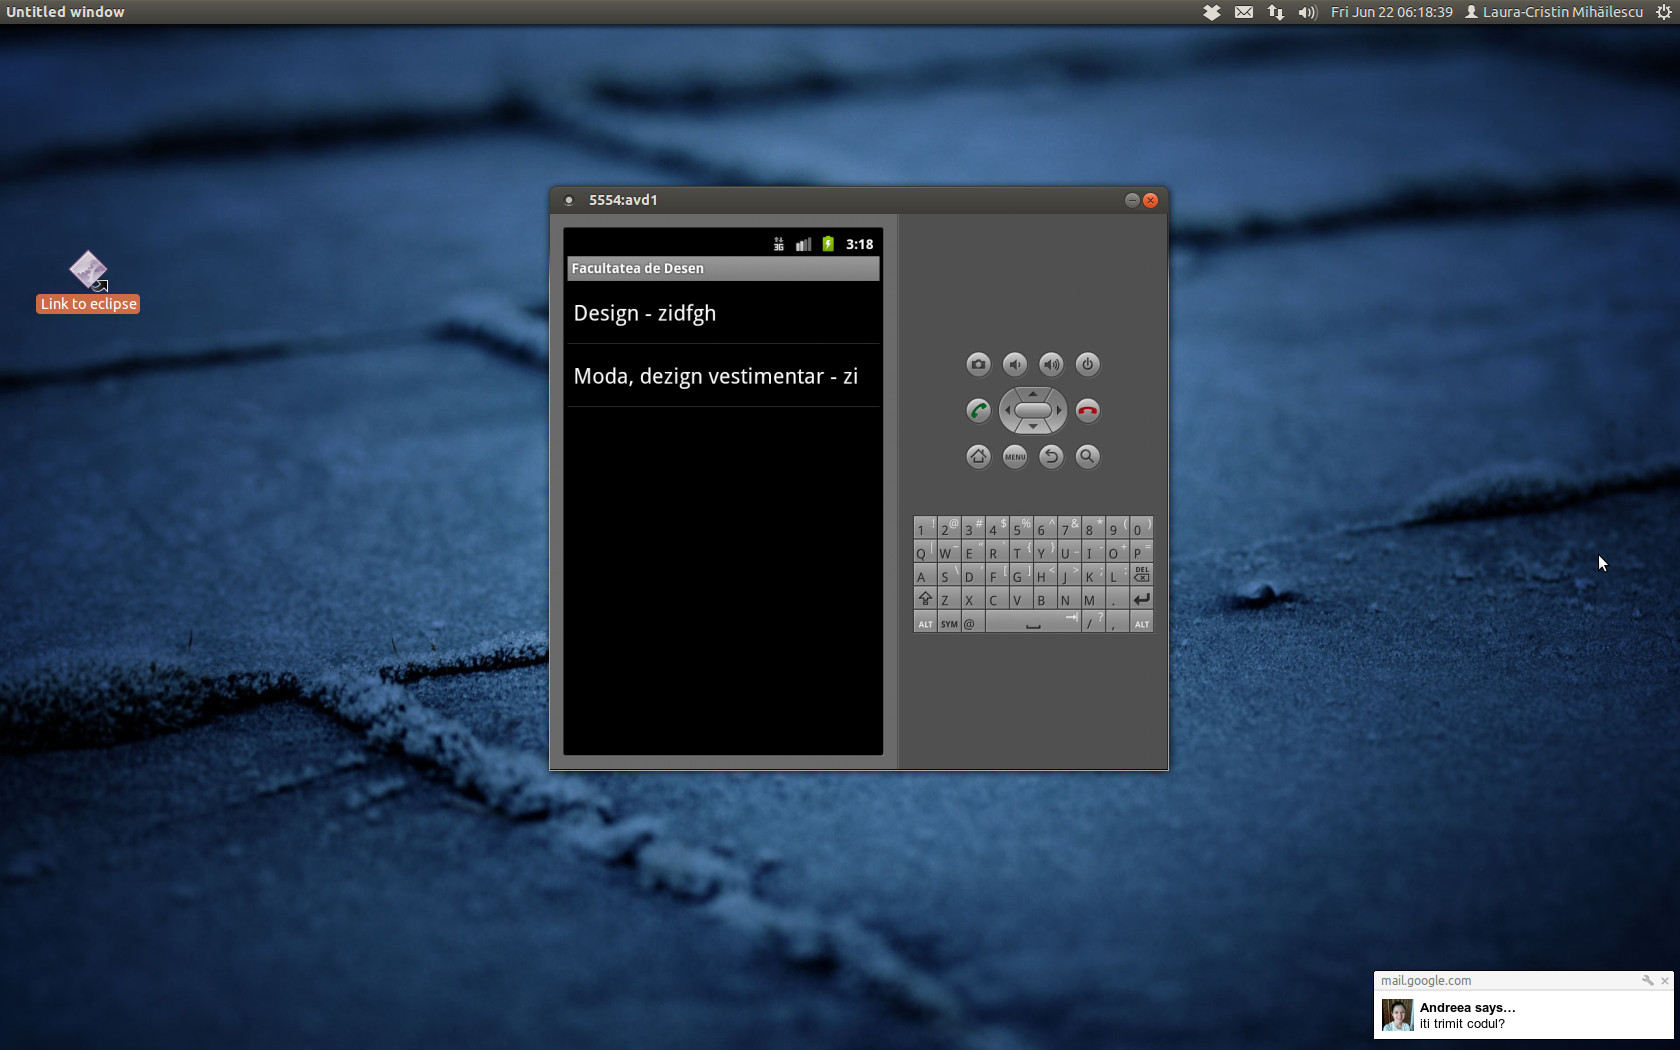 Untitled window
Fri Jun 22 06:18:39
Laura-Cristin Mihăilescu
Link to eclipse
5554:avd1
3G
3:18
Facultatea de Desen
Design - zidfgh
Moda, dezign vestimentar - zi
MENU
1 ! 2 @ 3 # 4 $ 5 % 6 ^ 7 & 8 * 9 ( 0 )
Q | W ~ E " R ` T { Y } U _ I - O + P =
A S \ D ' F [ G ] H < J > K ; L : DEL
Z X C V B N M .
ALT SYM @ / ? , ALT
mail.google.com
Andreea says...
iti trimit codul?